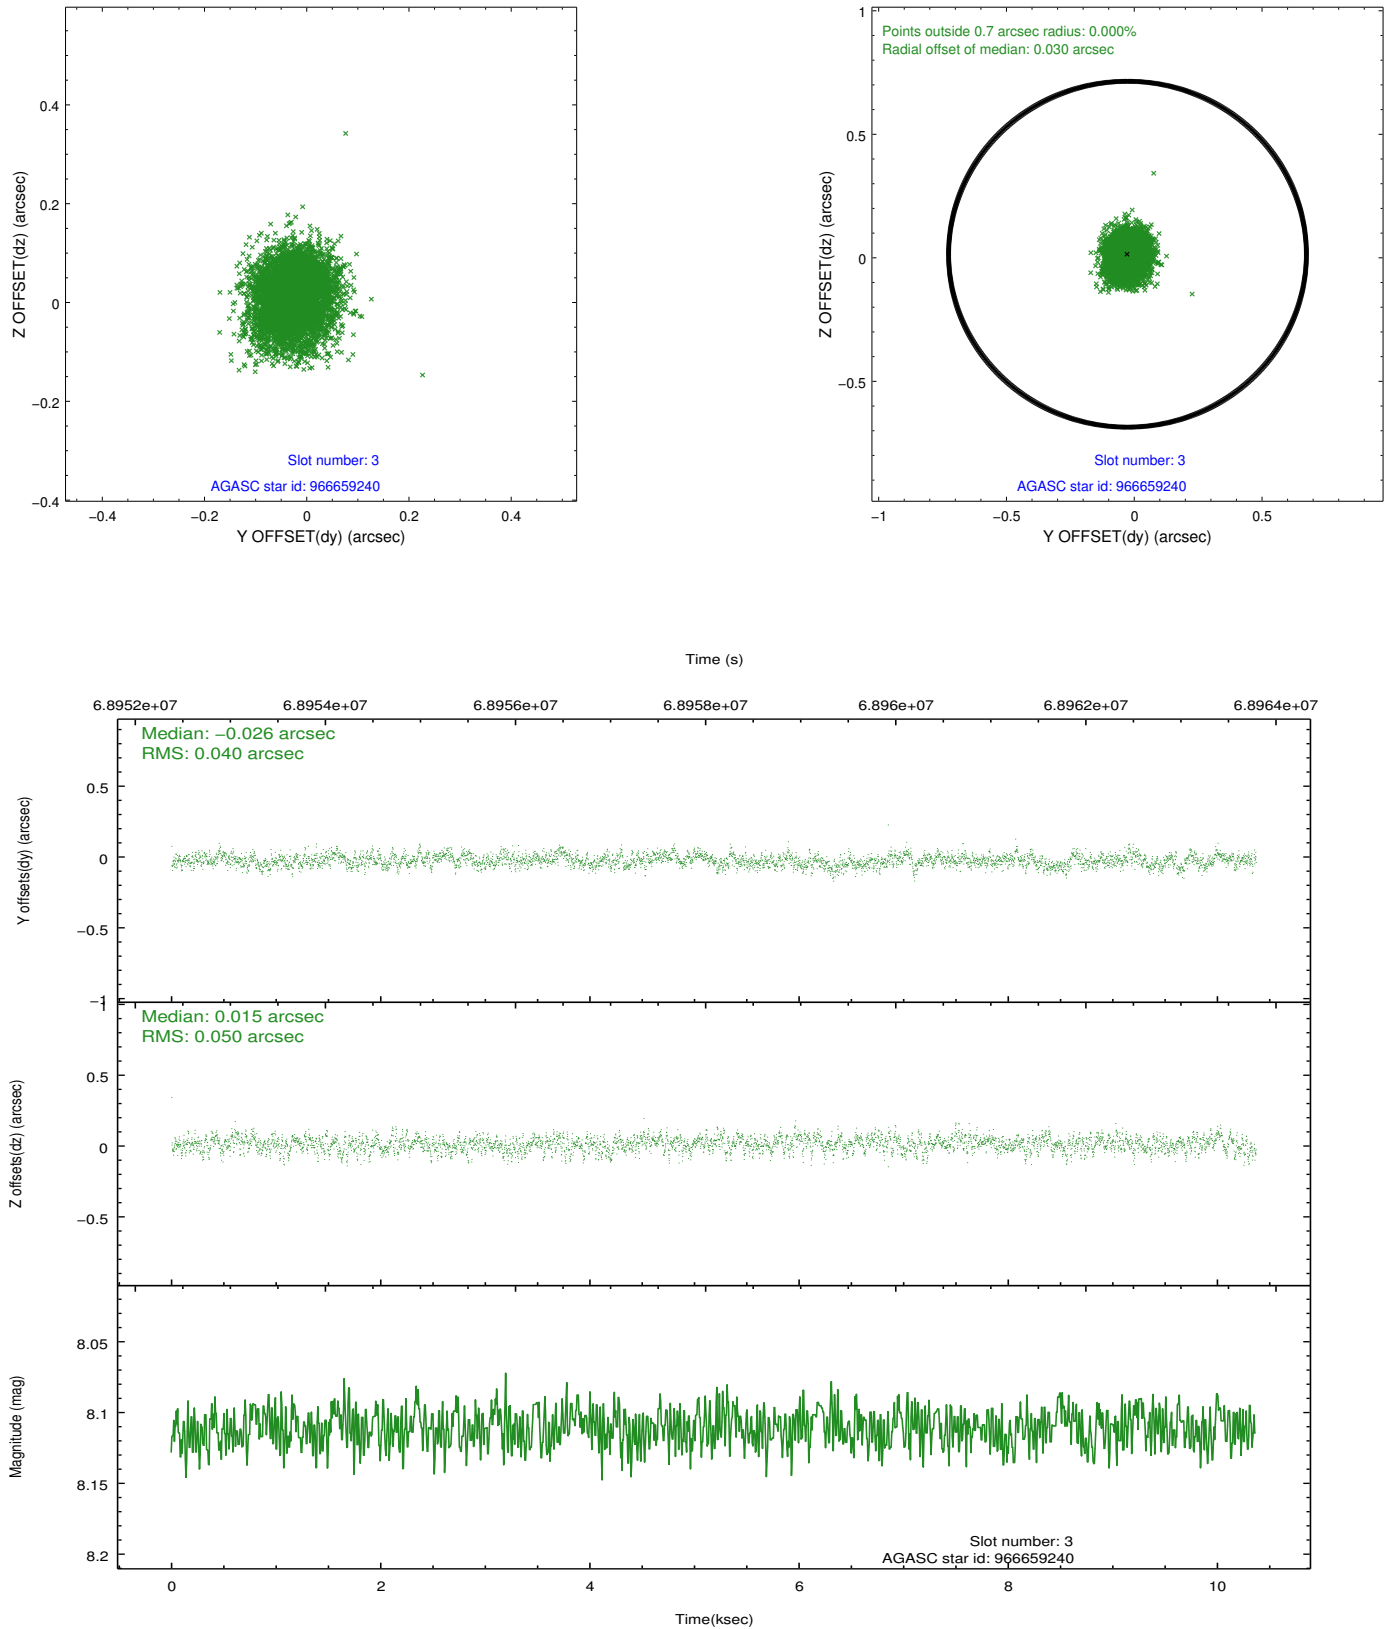 0.4
0.2
0
−0.2
−0.4
Z OFFSET(dz) (arcsec)
Slot number: 3
AGASC star id: 966659240
−0.4 −0.2 0 0.2 0.4
Y OFFSET(dy) (arcsec)
1
0.5
0
−0.5
Z OFFSET(dz) (arcsec)
Points outside 0.7 arcsec radius: 0.000%
Radial offset of median: 0.030 arcsec
Slot number: 3
AGASC star id: 966659240
−1 −0.5 0 0.5
Y OFFSET(dy) (arcsec)
Time (s)
6.8952e+07 6.8954e+07 6.8956e+07 6.8958e+07 6.896e+07 6.8962e+07 6.8964e+07
Median: −0.026 arcsec
RMS: 0.040 arcsec
0.5
0
−0.5
−1
Y offsets(dy) (arcsec)
Median: 0.015 arcsec
RMS: 0.050 arcsec
1
0.5
0
−0.5
Z offsets(dz) (arcsec)
8.05
8.1
8.15
8.2
Magnitude (mag)
Slot number: 3
AGASC star id: 966659240
0 2 4 6 8 10
Time(ksec)